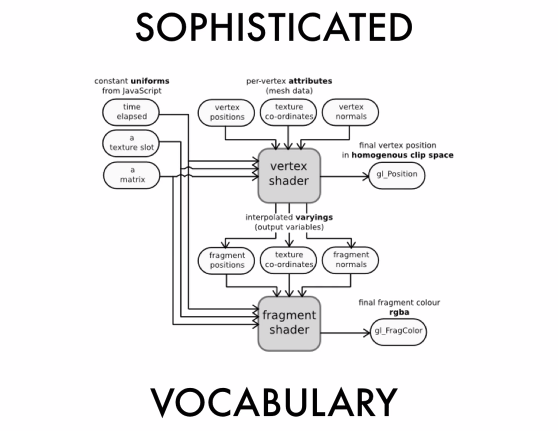 SOPHISTICATED
constant uniforms
from JavaScript
per-vertex attributes
(mesh data)
time
elapsed
vertex
positions
texture
co-ordinates
vertex
normals
a
texture slot
a
matrix
vertex
shader
final vertex position
in homogenous clip space
gl_Position
interpolated varyings
(output variables)
fragment
positions
texture
co-ordinates
fragment
normals
fragment
shader
final fragment colour
rgba
gl_FragColor
VOCABULARY